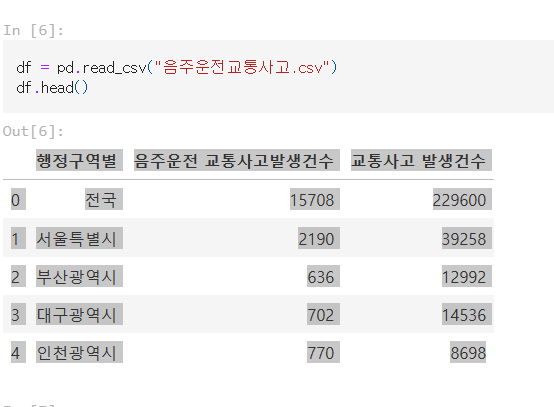 In [6]:
df = pd.read_csv("음주운전교통사고.csv")
df.head()
Out[6]:
행정구역별 음주운전 교통사고발생건수 교통사고 발생건수
0 전국 15708 229600
1 서울특별시 2190 39258
2 부산광역시 636 12992
3 대구광역시 702 14536
4 인천광역시 770 8698